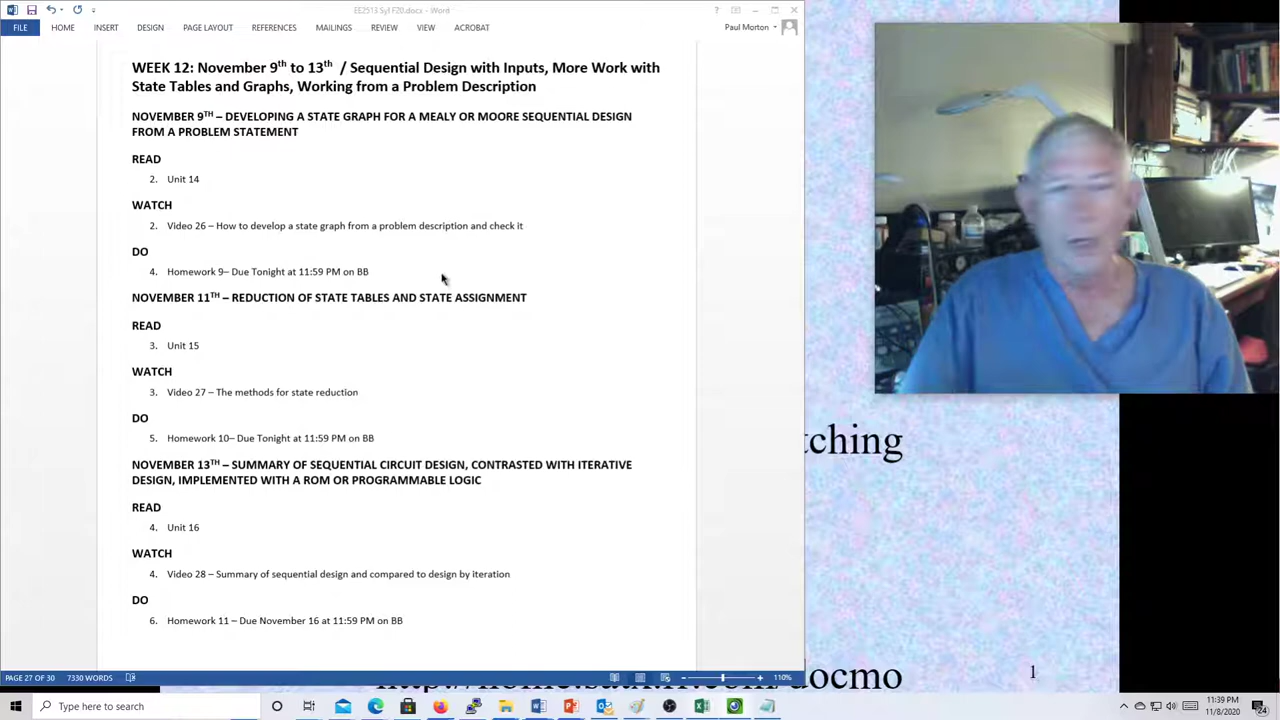 EE2513 Syl F20.docx - Word
FILE HOME INSERT DESIGN PAGE LAYOUT REFERENCES MAILINGS REVIEW VIEW ACROBAT Paul Morton
WEEK 12: November 9th to 13th / Sequential Design with Inputs, More Work with
State Tables and Graphs, Working from a Problem Description
NOVEMBER 9TH – DEVELOPING A STATE GRAPH FOR A MEALY OR MOORE SEQUENTIAL DESIGN
FROM A PROBLEM STATEMENT
READ
2. Unit 14
WATCH
2. Video 26 – How to develop a state graph from a problem description and check it
DO
4. Homework 9– Due Tonight at 11:59 PM on BB
NOVEMBER 11TH – REDUCTION OF STATE TABLES AND STATE ASSIGNMENT
READ
3. Unit 15
WATCH
3. Video 27 – The methods for state reduction
DO
5. Homework 10– Due Tonight at 11:59 PM on BB
NOVEMBER 13TH – SUMMARY OF SEQUENTIAL CIRCUIT DESIGN, CONTRASTED WITH ITERATIVE
DESIGN, IMPLEMENTED WITH A ROM OR PROGRAMMABLE LOGIC
READ
4. Unit 16
WATCH
4. Video 28 – Summary of sequential design and compared to design by iteration
DO
6. Homework 11 – Due November 16 at 11:59 PM on BB
tching
docmo
1
PAGE 27 OF 30 7330 WORDS 110%
Type here to search
11:39 PM
11/8/2020
24